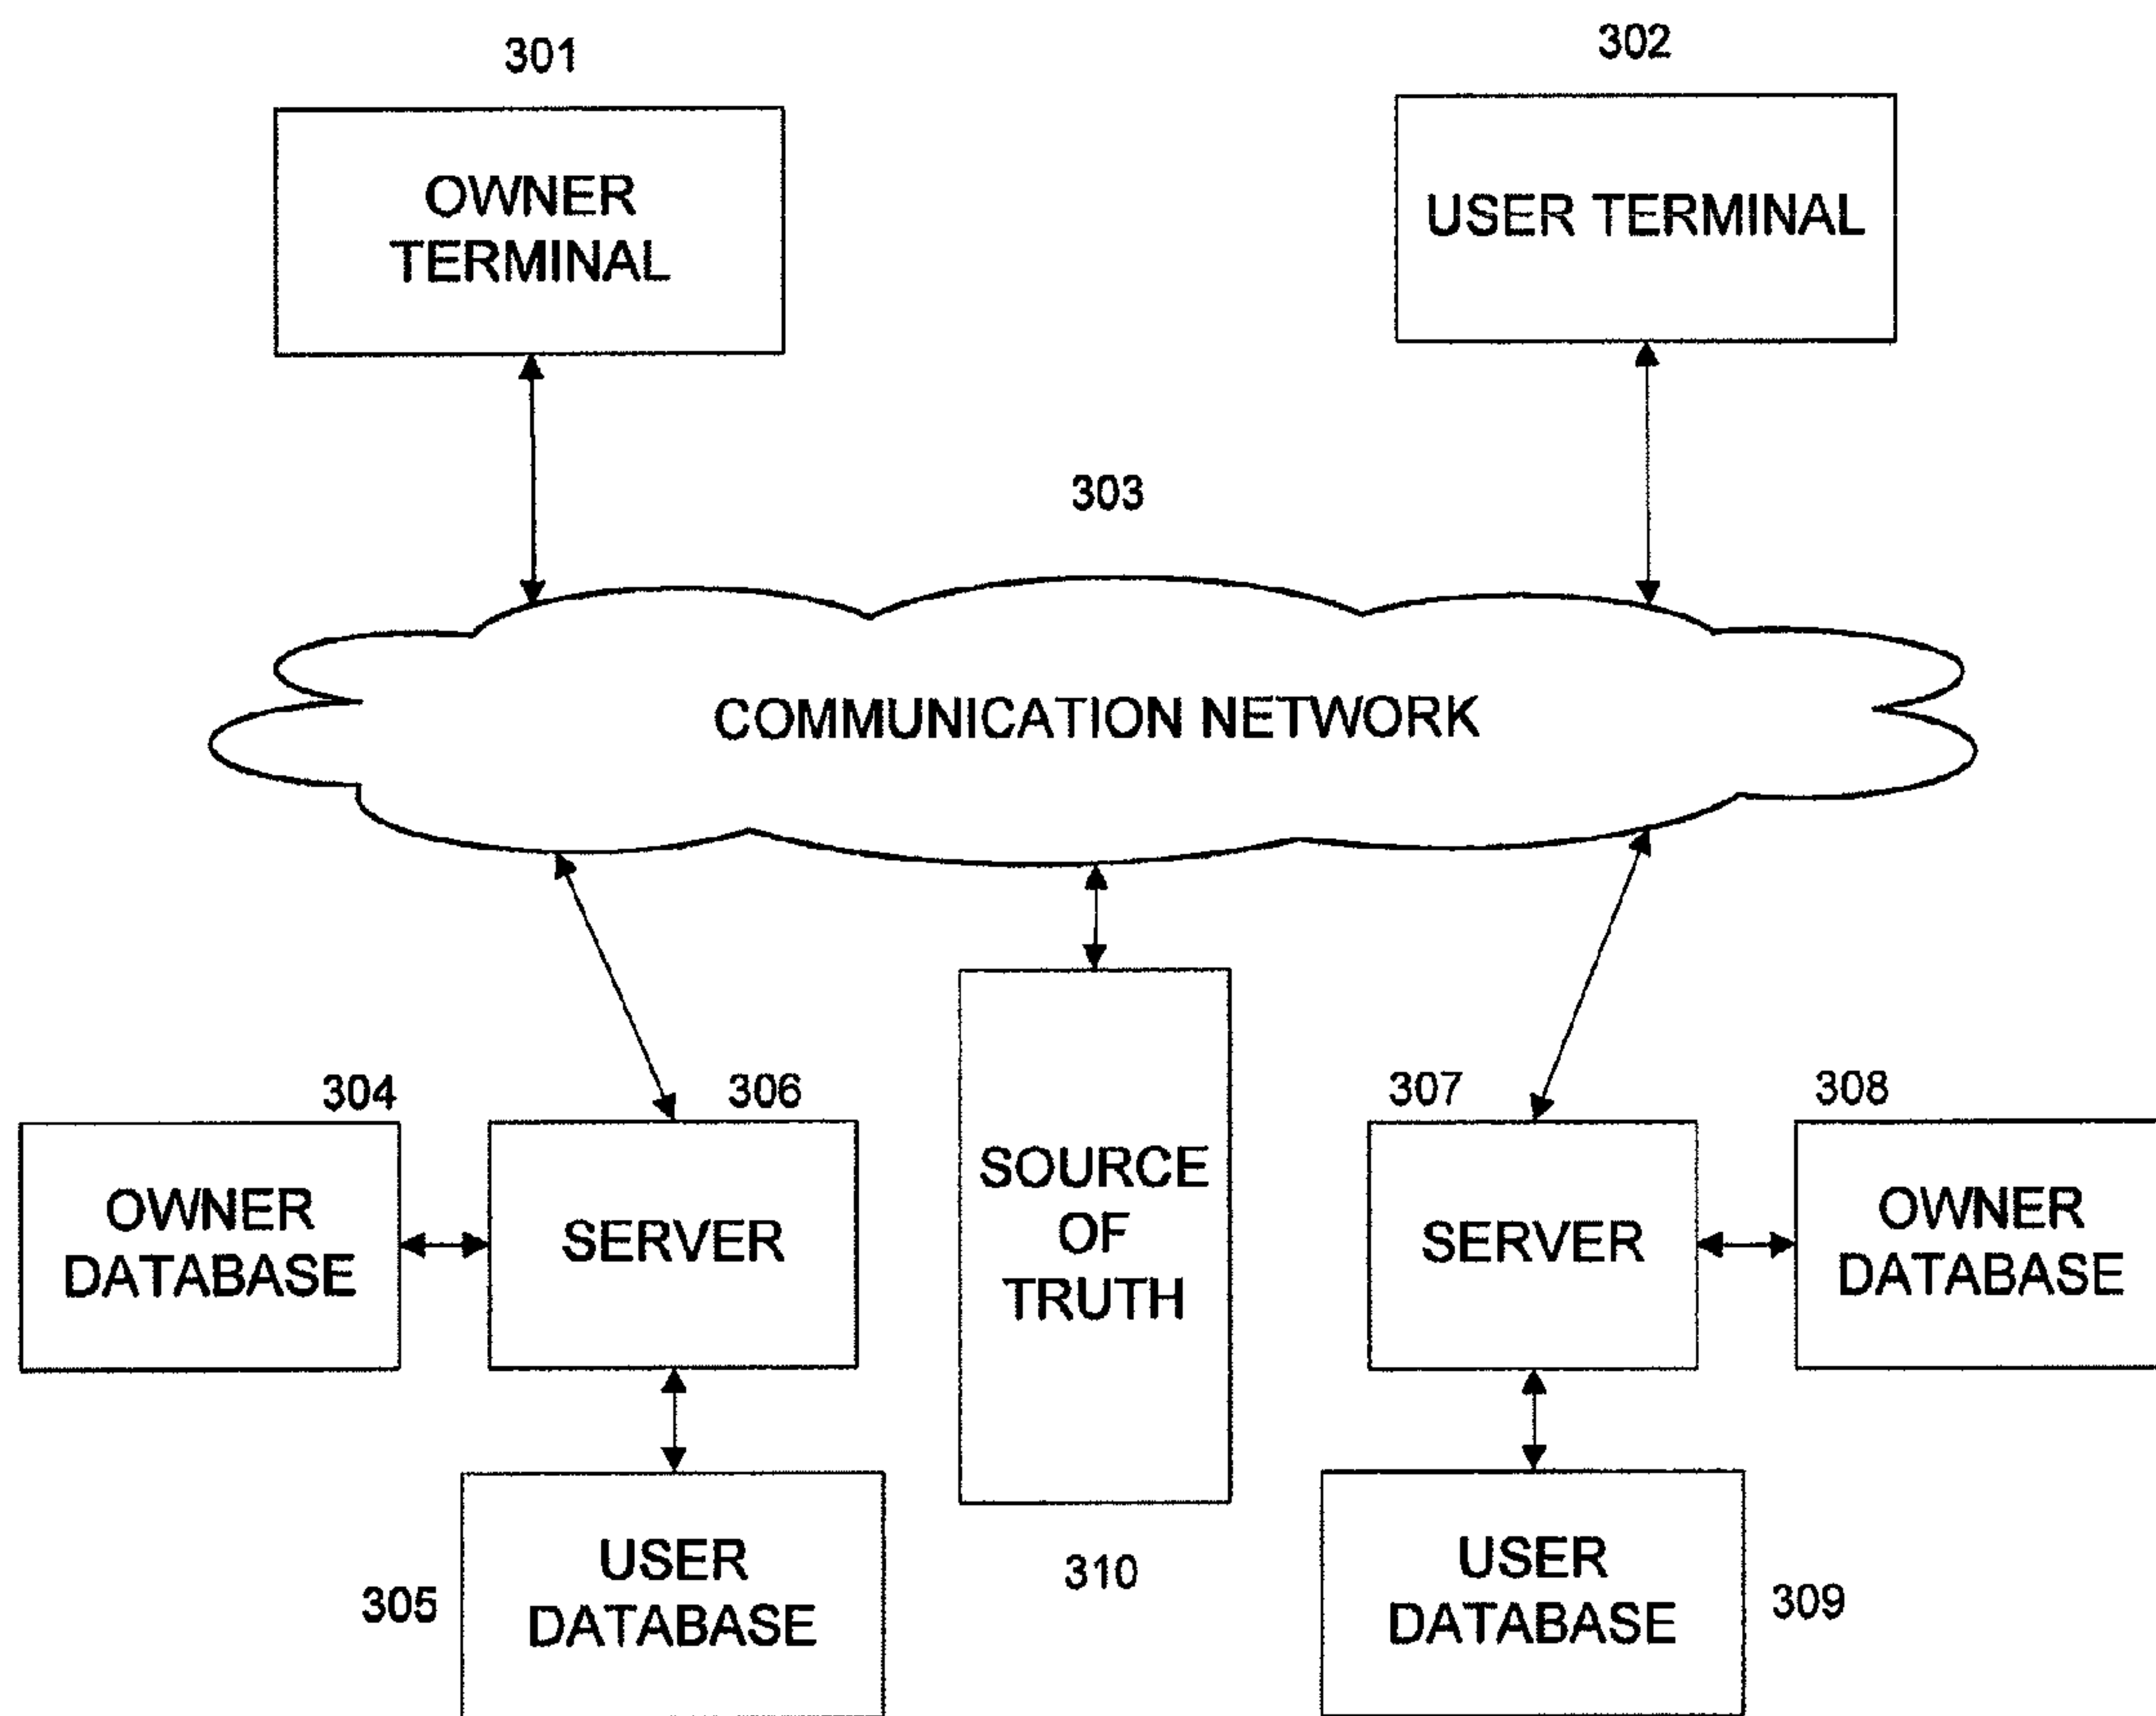 301
302
OWNER
TERMINAL
USER TERMINAL
303
COMMUNICATION NETWORK
304
306
307
308
OWNER
DATABASE
SERVER
SOURCE
OF
TRUTH
SERVER
OWNER
DATABASE
305
USER
DATABASE
310
USER
DATABASE
309